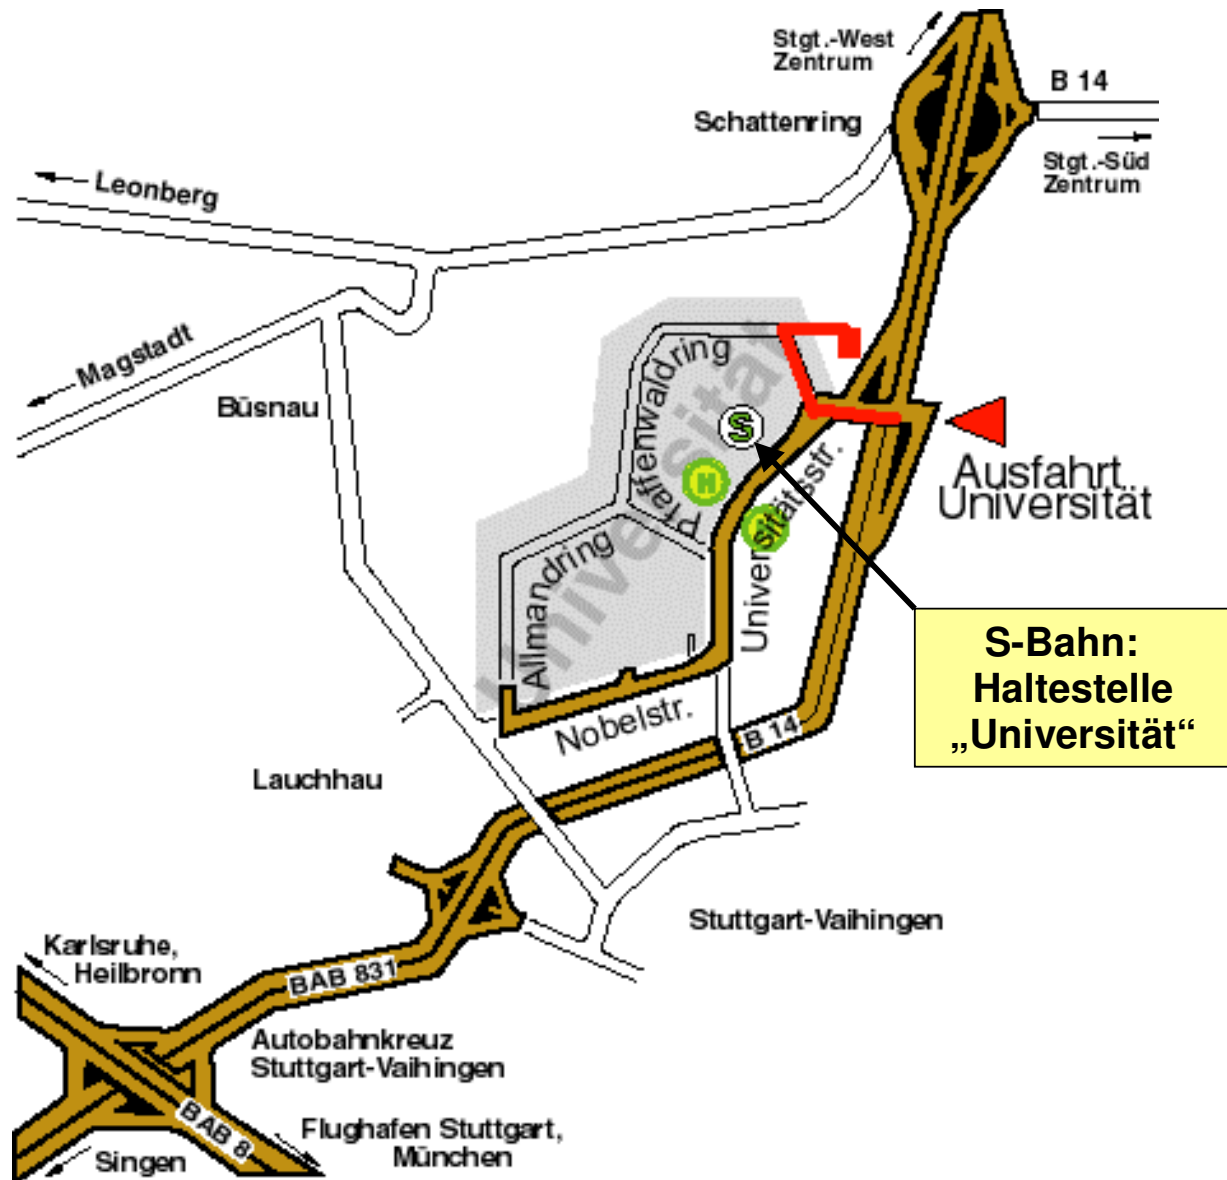 Stgt.-West
Zentrum
B 14
Schattenring
Stgt.-Süd
Zentrum
Leonberg
Magstadt
Büsnau
Pfaffenwaldring
Universität
S
H
Ausfahrt
Universität
Universitätsstr.
Allmandring
S-Bahn:
Haltestelle
„Universität“
Nobelstr.
B 14
Lauchhau
Stuttgart-Vaihingen
Karlsruhe,
Heilbronn
BAB 831
Autobahnkreuz
Stuttgart-Vaihingen
BAB 8
Flughafen Stuttgart,
München
Singen